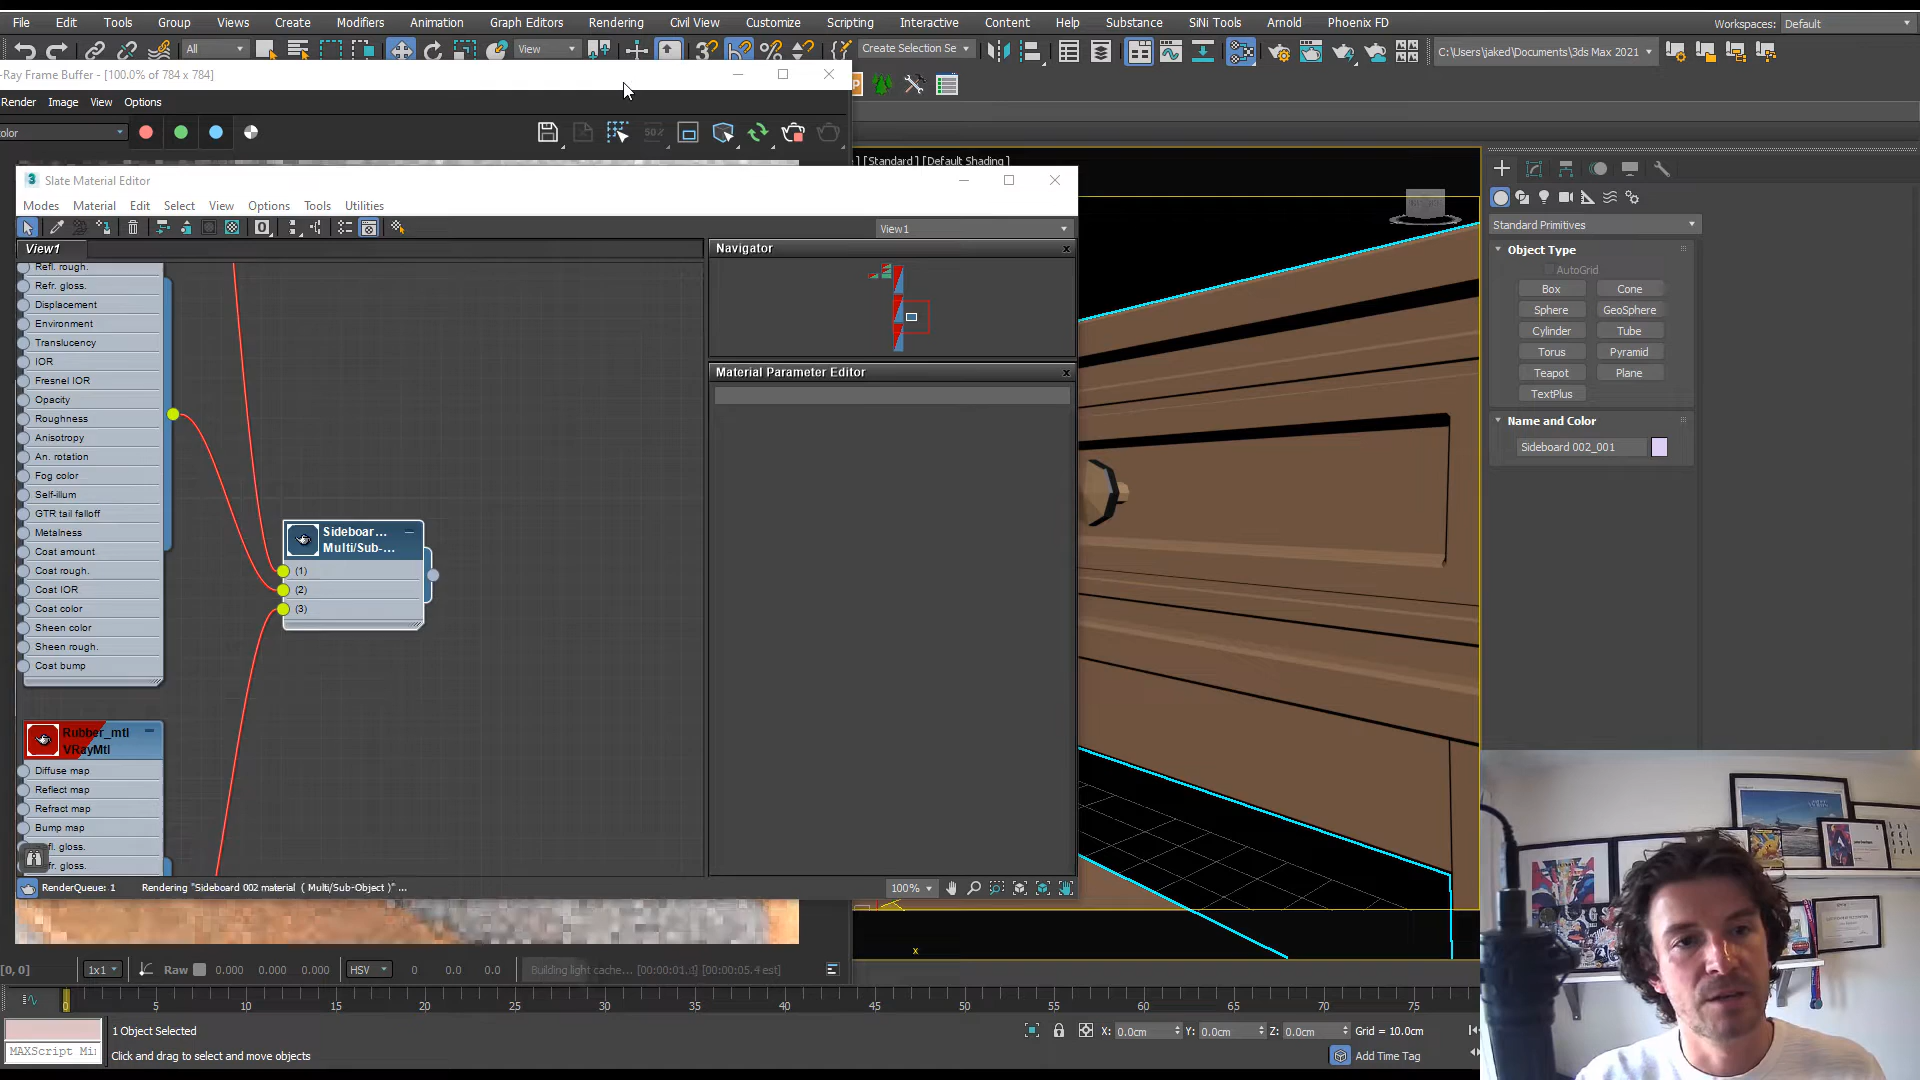 File Edit Tools Group Views Create Modifiers Animation Graph Editors Rendering Civil View Customize Scripting Interactive Content Help Substance SiNi Tools Arnold Phoenix FD Workspaces: Default
All View Create Selection Se C:\Users\jaked\Documents\3ds Max 2021
-Ray Frame Buffer - [100.0% of 784 x 784]
Render Image View Options
olor 50%
] [Standard] [Default Shading]
3 Slate Material Editor
Modes Material Edit Select View Options Tools Utilities
View1
View1
Navigator
Material Parameter Editor
Refl. rough.
Refr. gloss.
Displacement
Environment
Translucency
IOR
Fresnel IOR
Opacity
Roughness
Anisotropy
An. rotation
Fog color
Self-illum
GTR tail falloff
Metalness
Coat amount
Coat rough.
Coat IOR
Coat color
Sheen color
Sheen rough.
Coat bump
Sideboar...
Multi/Sub-...
(1)
(2)
(3)
Rubber_mtl
VRayMtl
Diffuse map
Reflect map
Refract map
Bump map
efl. gloss.
efr. gloss.
RenderQueue: 1 Rendering "Sideboard 002 material ( Multi/Sub-Object )" ... 100%
Standard Primitives
Object Type
AutoGrid
Box Cone
Sphere GeoSphere
Cylinder Tube
Torus Pyramid
Teapot Plane
TextPlus
Name and Color
Sideboard 002_001
x
[0, 0] 1x1 Raw 0.000 0.000 0.000 HSV 0 0.0 0.0 Building light cache... [00:00:01.1] [00:00:05.4 est]
0 5 10 15 20 25 30 35 40 45 50 55 60 65 70 75
1 Object Selected X: 0.0cm Y: 0.0cm Z: 0.0cm Grid = 10.0cm
MAXScript Mi Click and drag to select and move objects Add Time Tag